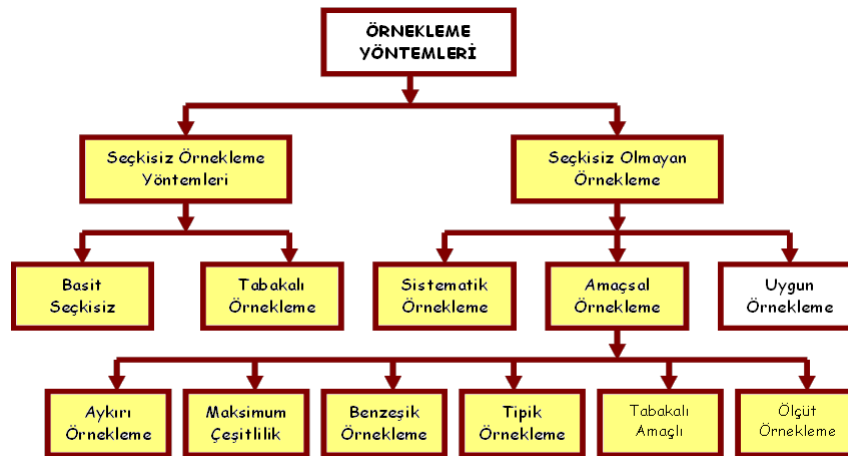 ÖRNEKLEME
YÖNTEMLERİ
Seçkisiz Örnekleme
Yöntemleri
Seçkisiz Olmayan
Örnekleme
Basit
Seçkisiz
Tabakalı
Örnekleme
Sistematik
Örnekleme
Amaçsal
Örnekleme
Uygun
Örnekleme
Aykırı
Örnekleme
Maksimum
Çeşitlilik
Benzeşik
Örnekleme
Tipik
Örnekleme
Tabakalı
Amaçlı
Ölçüt
Örnekleme